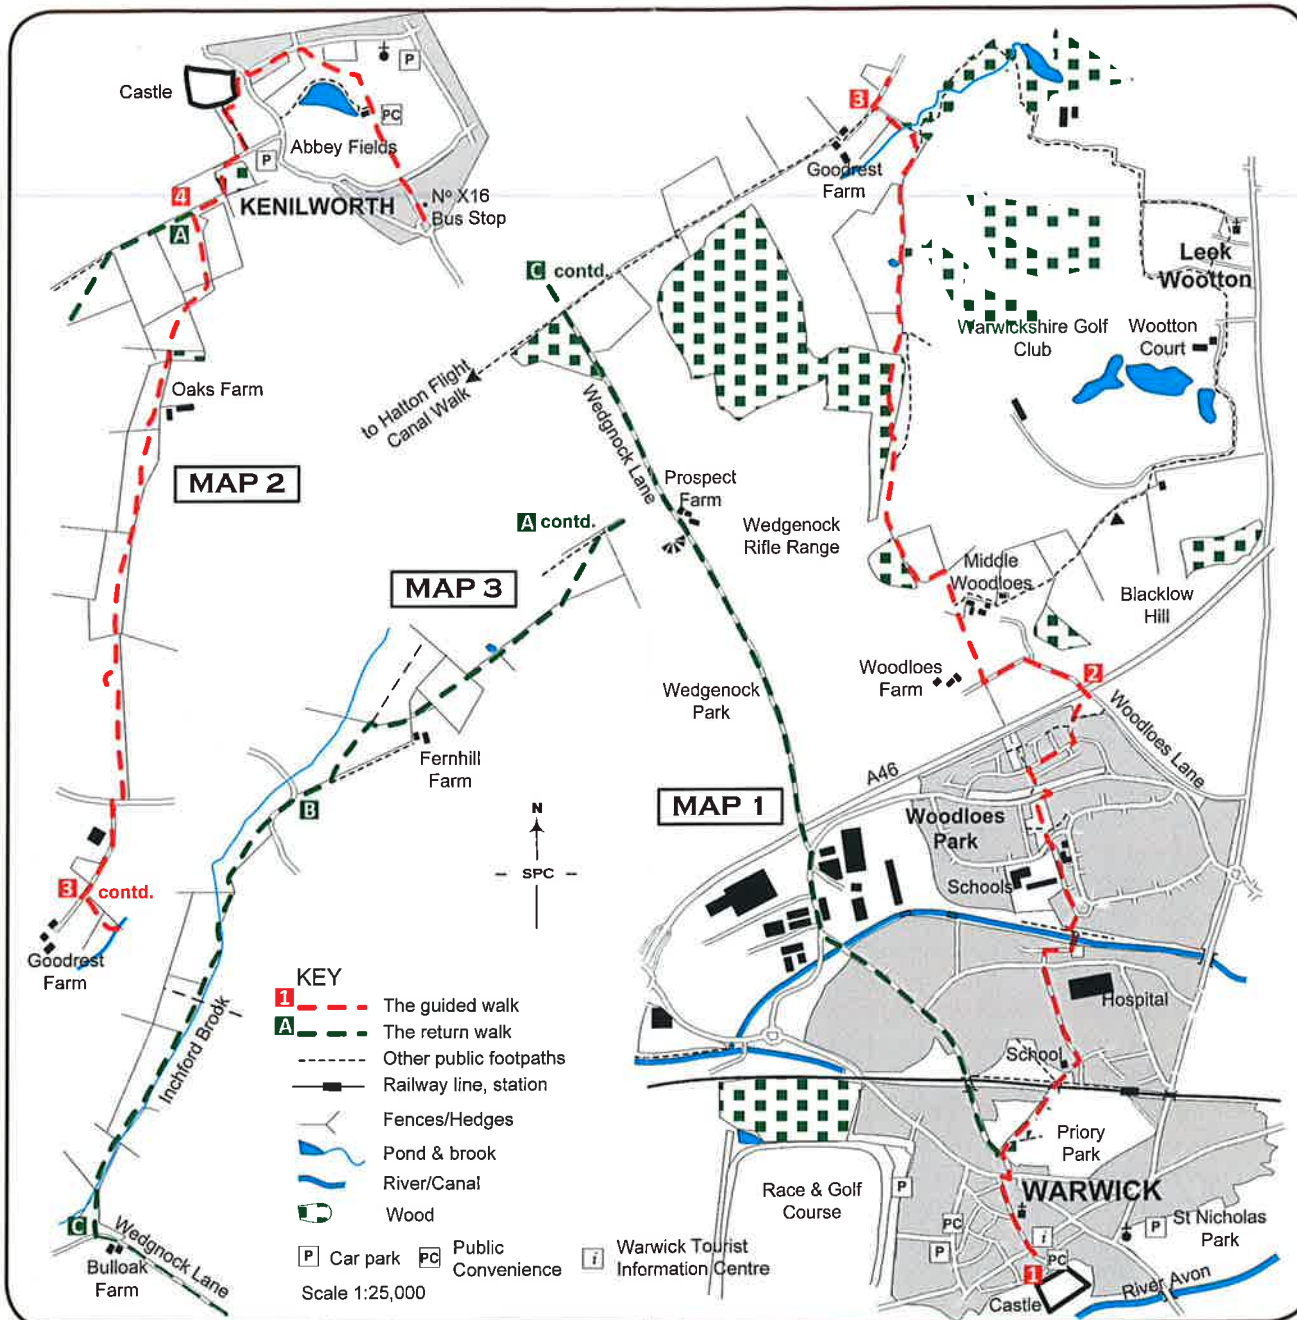 Castle
P
PC
Abbey Fields
P
4
KENILWORTH
Nº X16
Bus Stop
A
Oaks Farm
MAP 2
3
contd.
Goodrest
Farm
C contd.
to Hatton Flight
Canal Walk
Wedgnock Lane
Prospect
Farm
A contd.
MAP 3
Fernhill
Farm
B
Inchford Brook
C
Wedgnock Lane
Bulloak
Farm
N
SPC
3
Goodrest
Farm
Leek
Wootton
Warwickshire Golf
Club
Wootton
Court
Wedgenock
Rifle Range
Middle
Woodloes
Blacklow
Hill
Woodloes
Farm
2
Wedgenock
Park
Woodloes Lane
A46
MAP 1
Woodloes
Park
Schools
Hospital
School
Priory
Park
Race & Golf
Course
P
WARWICK
PC
P
i
P
St Nicholas
Park
PC
1
Castle
River Avon
KEY
1 The guided walk
A The return walk
Other public footpaths
Railway line, station
Fences/Hedges
Pond & brook
River/Canal
Wood
P Car park
PC Public
Convenience
i Warwick Tourist
Information Centre
Scale 1:25,000